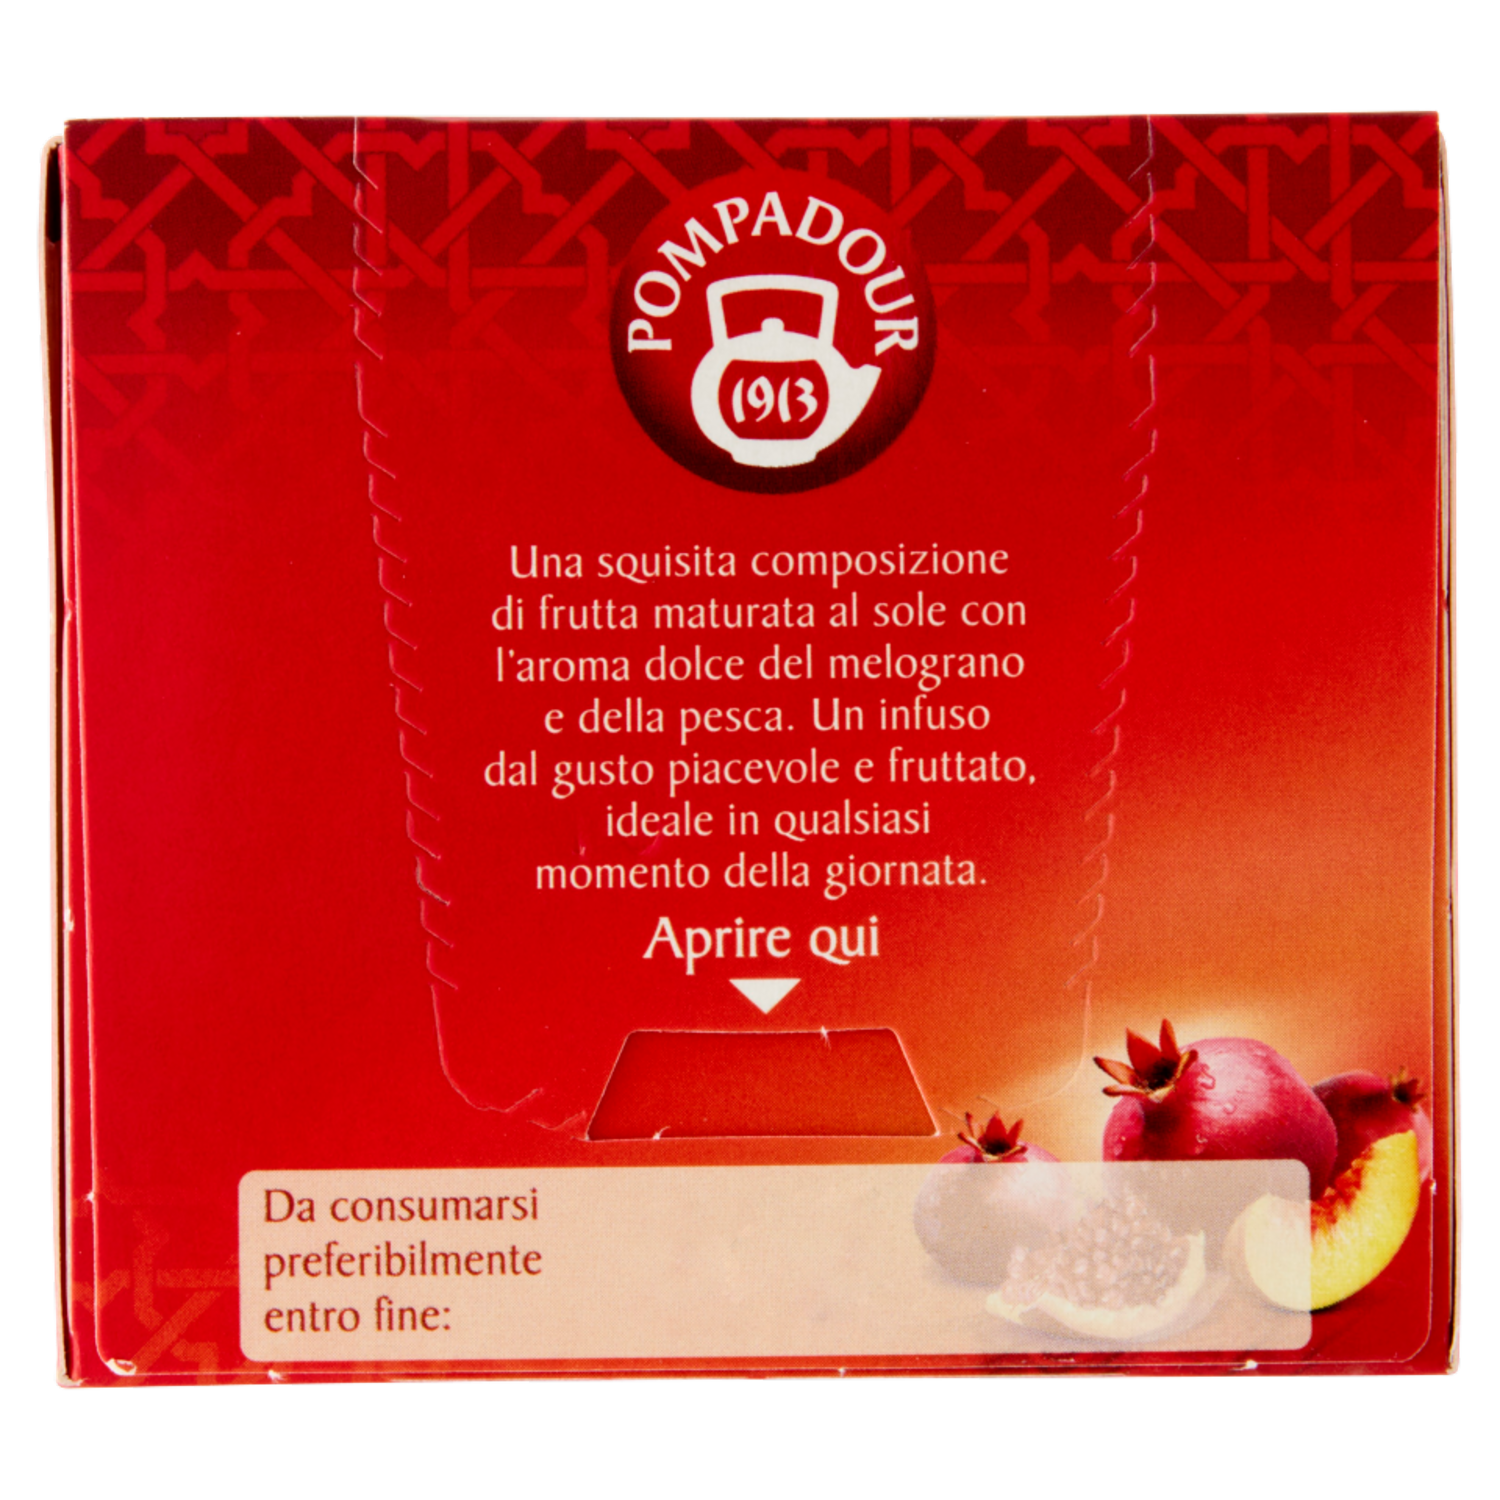 POMPADOUR
1913
Una squisita composizione
di frutta maturata al sole con
l'aroma dolce del melograno
e della pesca. Un infuso
dal gusto piacevole e fruttato,
ideale in qualsiasi
momento della giornata.
Aprire qui
Da consumarsi
preferibilmente
entro fine: